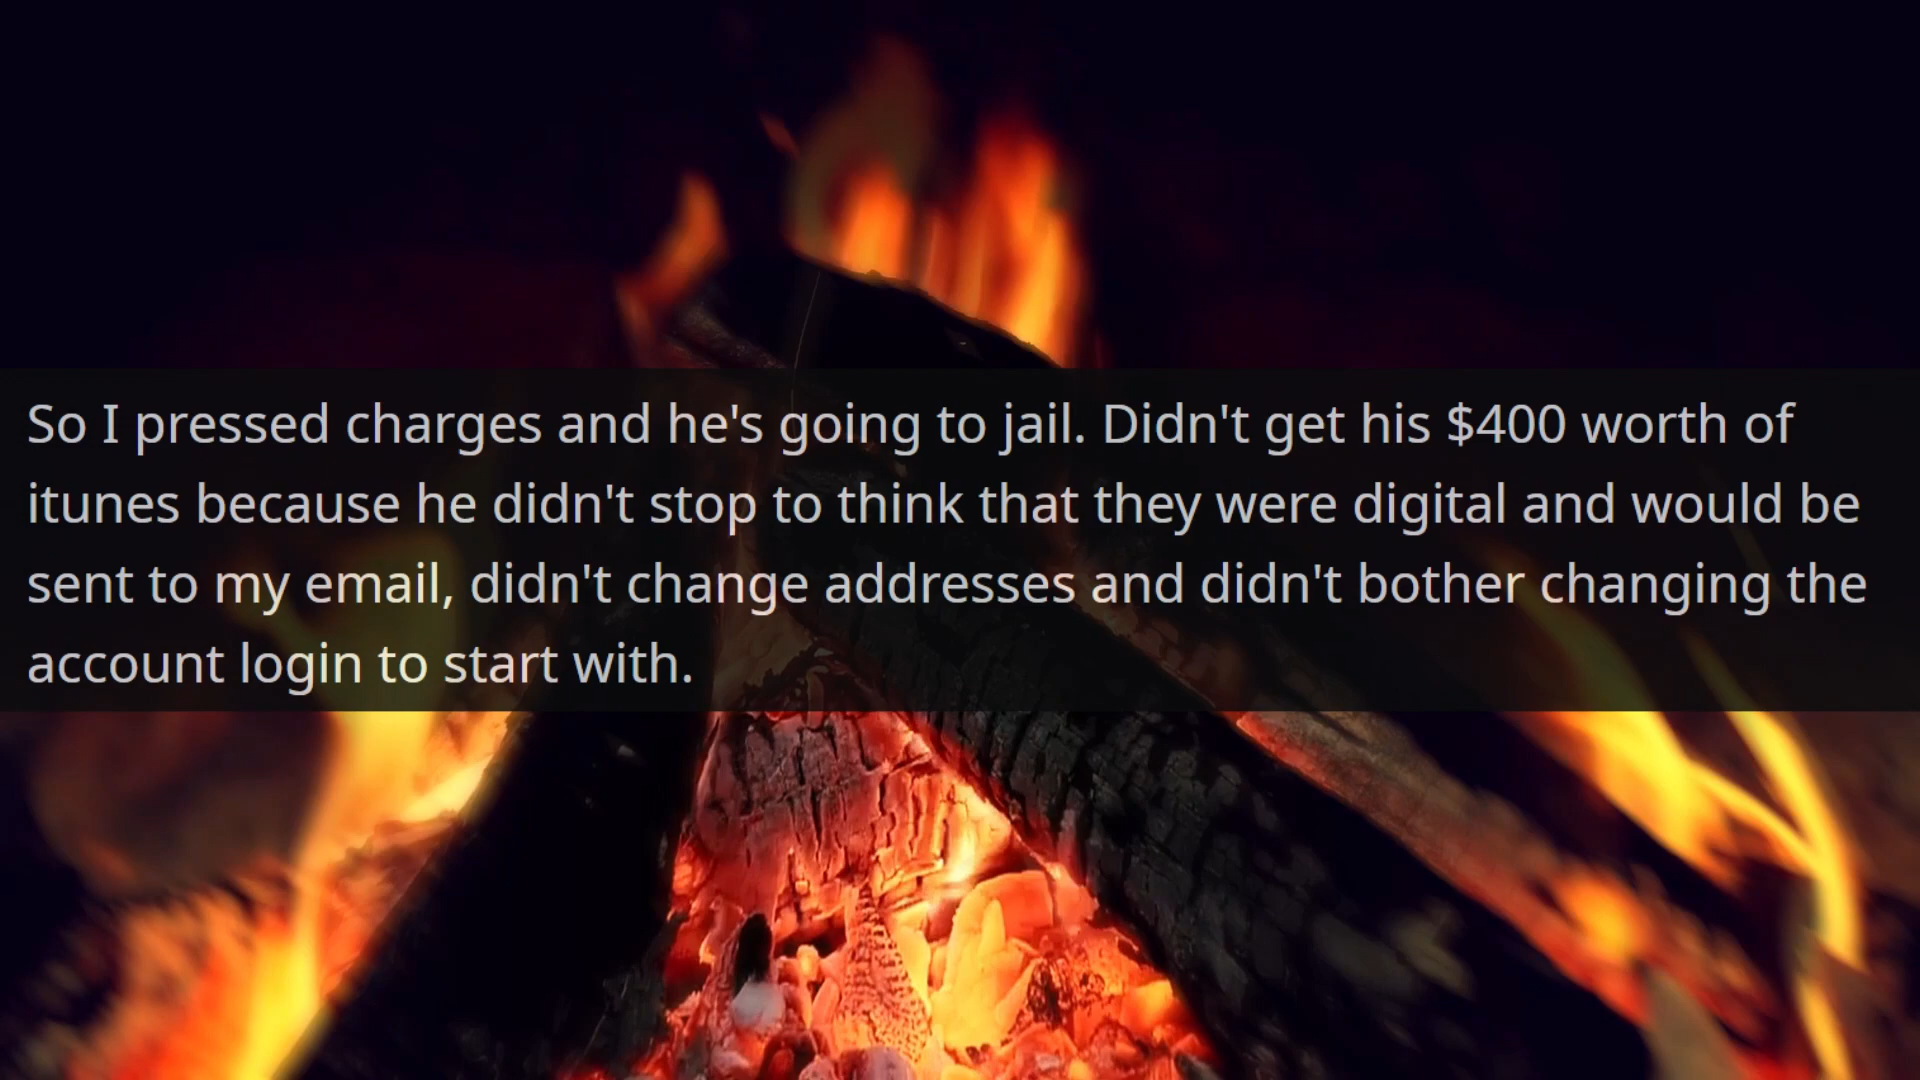 So I pressed charges and he's going to jail. Didn't get his $400 worth of
itunes because he didn't stop to think that they were digital and would be
sent to my email, didn't change addresses and didn't bother changing the
account login to start with.